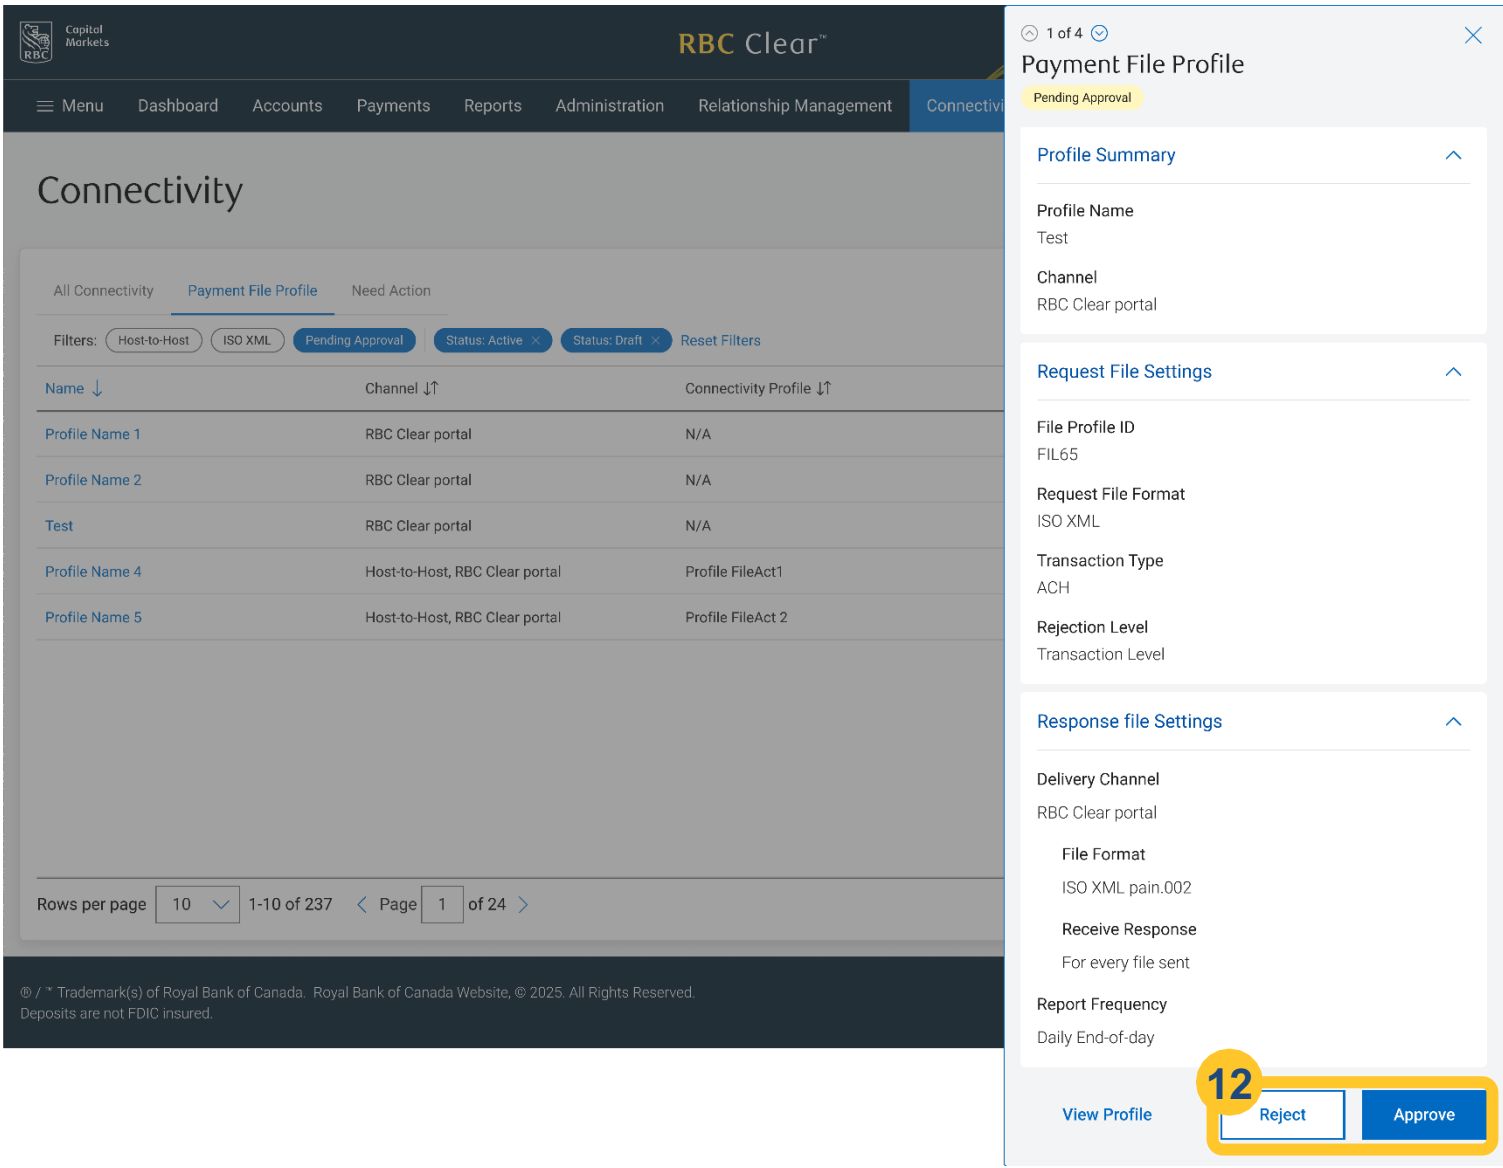 Capital
Markets
RBC
RBC Clear™
Menu Dashboard Accounts Payments Reports Administration Relationship Management
Connectivity
All Connectivity Payment File Profile Need Action
Filters: Host-to-Host ISO XML Pending Approval Status: Active Status: Draft Reset Filters
Name Channel Connectivity Profile
Profile Name 1 RBC Clear portal N/A
Profile Name 2 RBC Clear portal N/A
Test RBC Clear portal N/A
Profile Name 4 Host-to-Host, RBC Clear portal Profile FileAct1
Profile Name 5 Host-to-Host, RBC Clear portal Profile FileAct 2
Rows per page 10 1-10 of 237 Page 1 of 24
® / ™ Trademark(s) of Royal Bank of Canada. Royal Bank of Canada Website, © 2025. All Rights Reserved.
Deposits are not FDIC insured.
1 of 4
Payment File Profile
Pending Approval
Profile Summary
Profile Name
Test
Channel
RBC Clear portal
Request File Settings
File Profile ID
FIL65
Request File Format
ISO XML
Transaction Type
ACH
Rejection Level
Transaction Level
Response file Settings
Delivery Channel
RBC Clear portal
File Format
ISO XML pain.002
Receive Response
For every file sent
Report Frequency
Daily End-of-day
12
View Profile Reject Approve